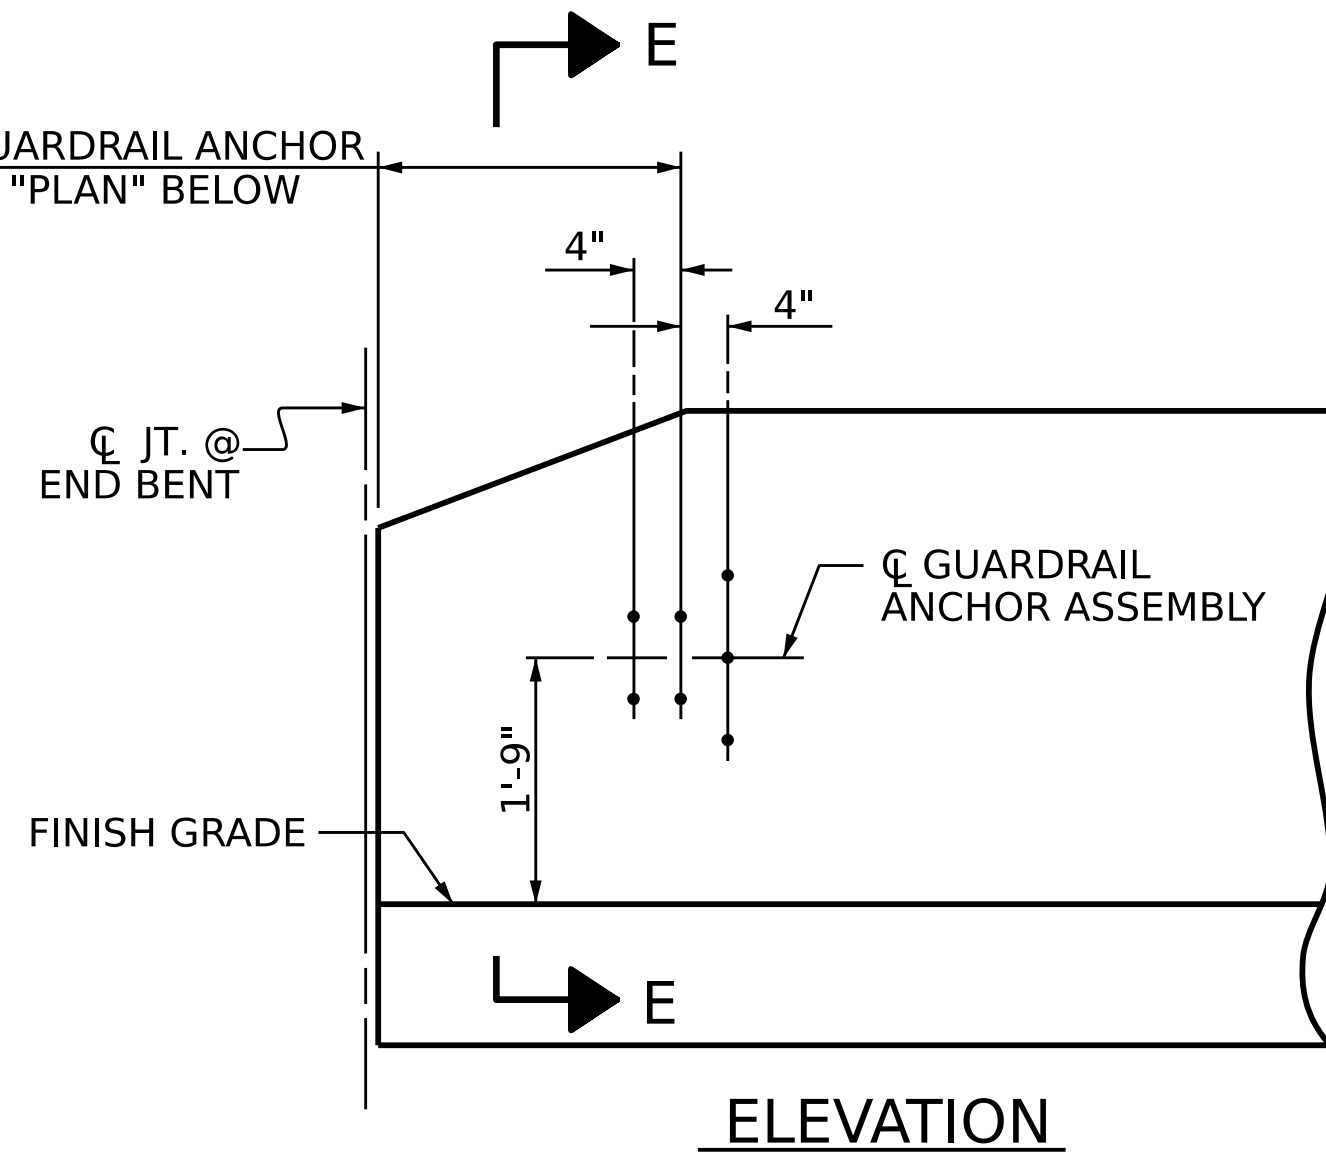 E
UARDRAIL ANCHOR
"PLAN" BELOW
4"
4"
℄ JT. @
END BENT
℄ GUARDRAIL
ANCHOR ASSEMBLY
1'-9"
FINISH GRADE
E
ELEVATION